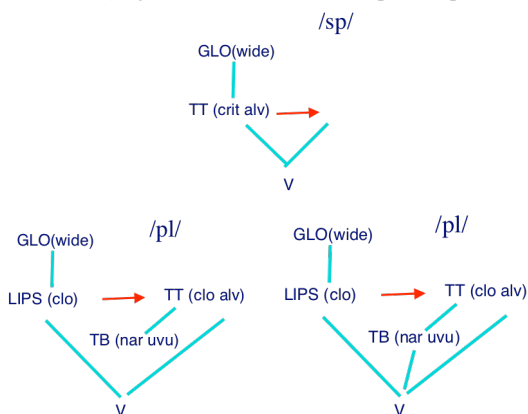 /sp/
GLO(wide)
TT (crit alv)
V
/pl/
GLO(wide)
LIPS (clo)
TT (clo alv)
TB (nar uvu)
V
/pl/
GLO(wide)
LIPS (clo)
TT (clo alv)
TB (nar uvu)
V